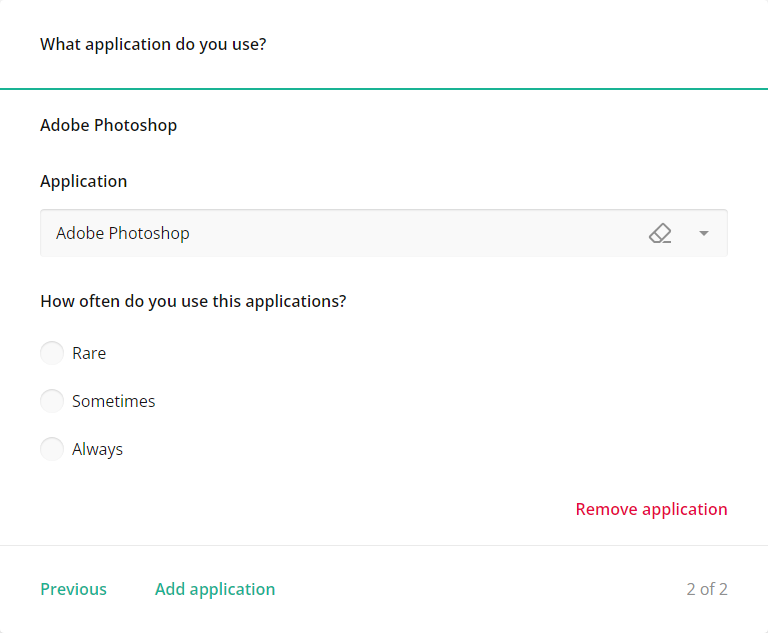 What application do you use?
Adobe Photoshop
Application
Adobe Photoshop
How often do you use this applications?
Rare
Sometimes
Always
Remove application
Previous Add application 2 of 2